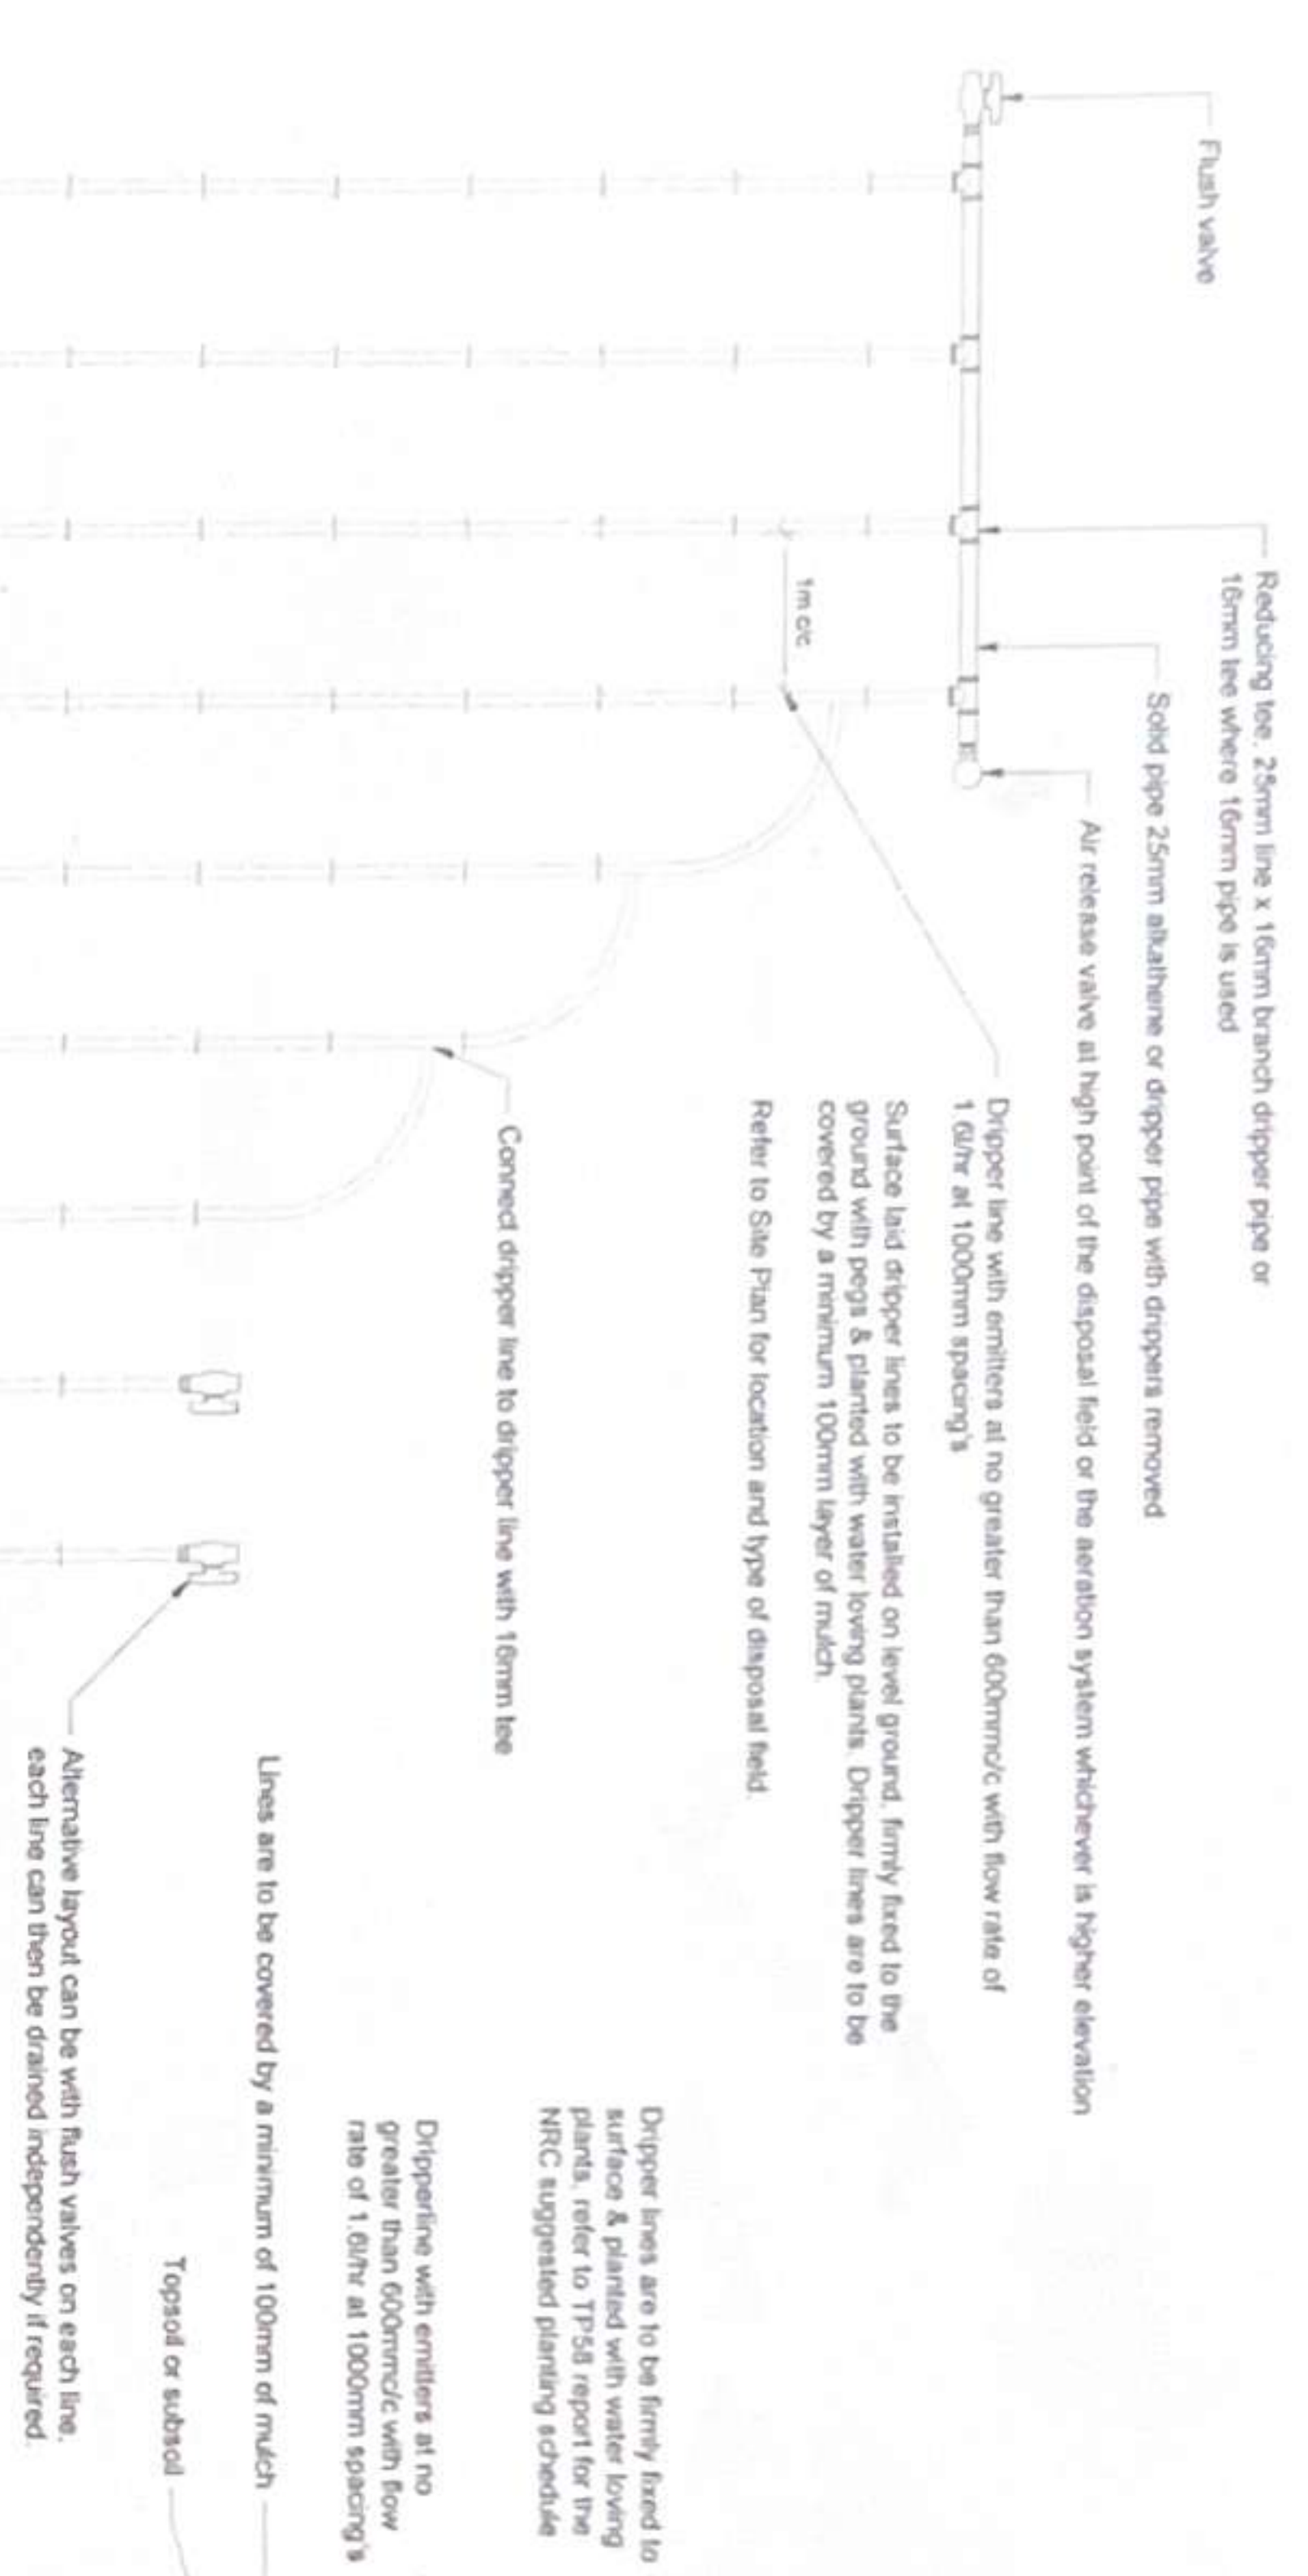 Flush valve
Reducing tee, 25mm line x 16mm branch dripper pipe or
16mm tee where 16mm pipe is used
Solid pipe 25mm alkathene or dripper pipe with drippers removed
Air release valve at high point of the disposal field or the aeration system whichever is higher elevation
1m c/c
Dripper line with emitters at no greater than 600mmc/c with flow rate of
1.6l/hr at 1000mm spacing's
Surface laid dripper lines to be installed on level ground, firmly fixed to the
ground with pegs & planted with water loving plants. Dripper lines are to be
covered by a minimum 100mm layer of mulch.
Refer to Site Plan for location and type of disposal field.
Connect dripper line to dripper line with 16mm tee
Dripper lines are to be firmly fixed to
surface & planted with water loving
plants, refer to TP58 report for the
NRC suggested planting schedule
Dripperline with emitters at no
greater than 600mmc/c with flow
rate of 1.6l/hr at 1000mm spacing's
Lines are to be covered by a minimum of 100mm of mulch
Topsoil or subsoil
Alternative layout can be with flush valves on each line,
each line can then be drained independently if required.